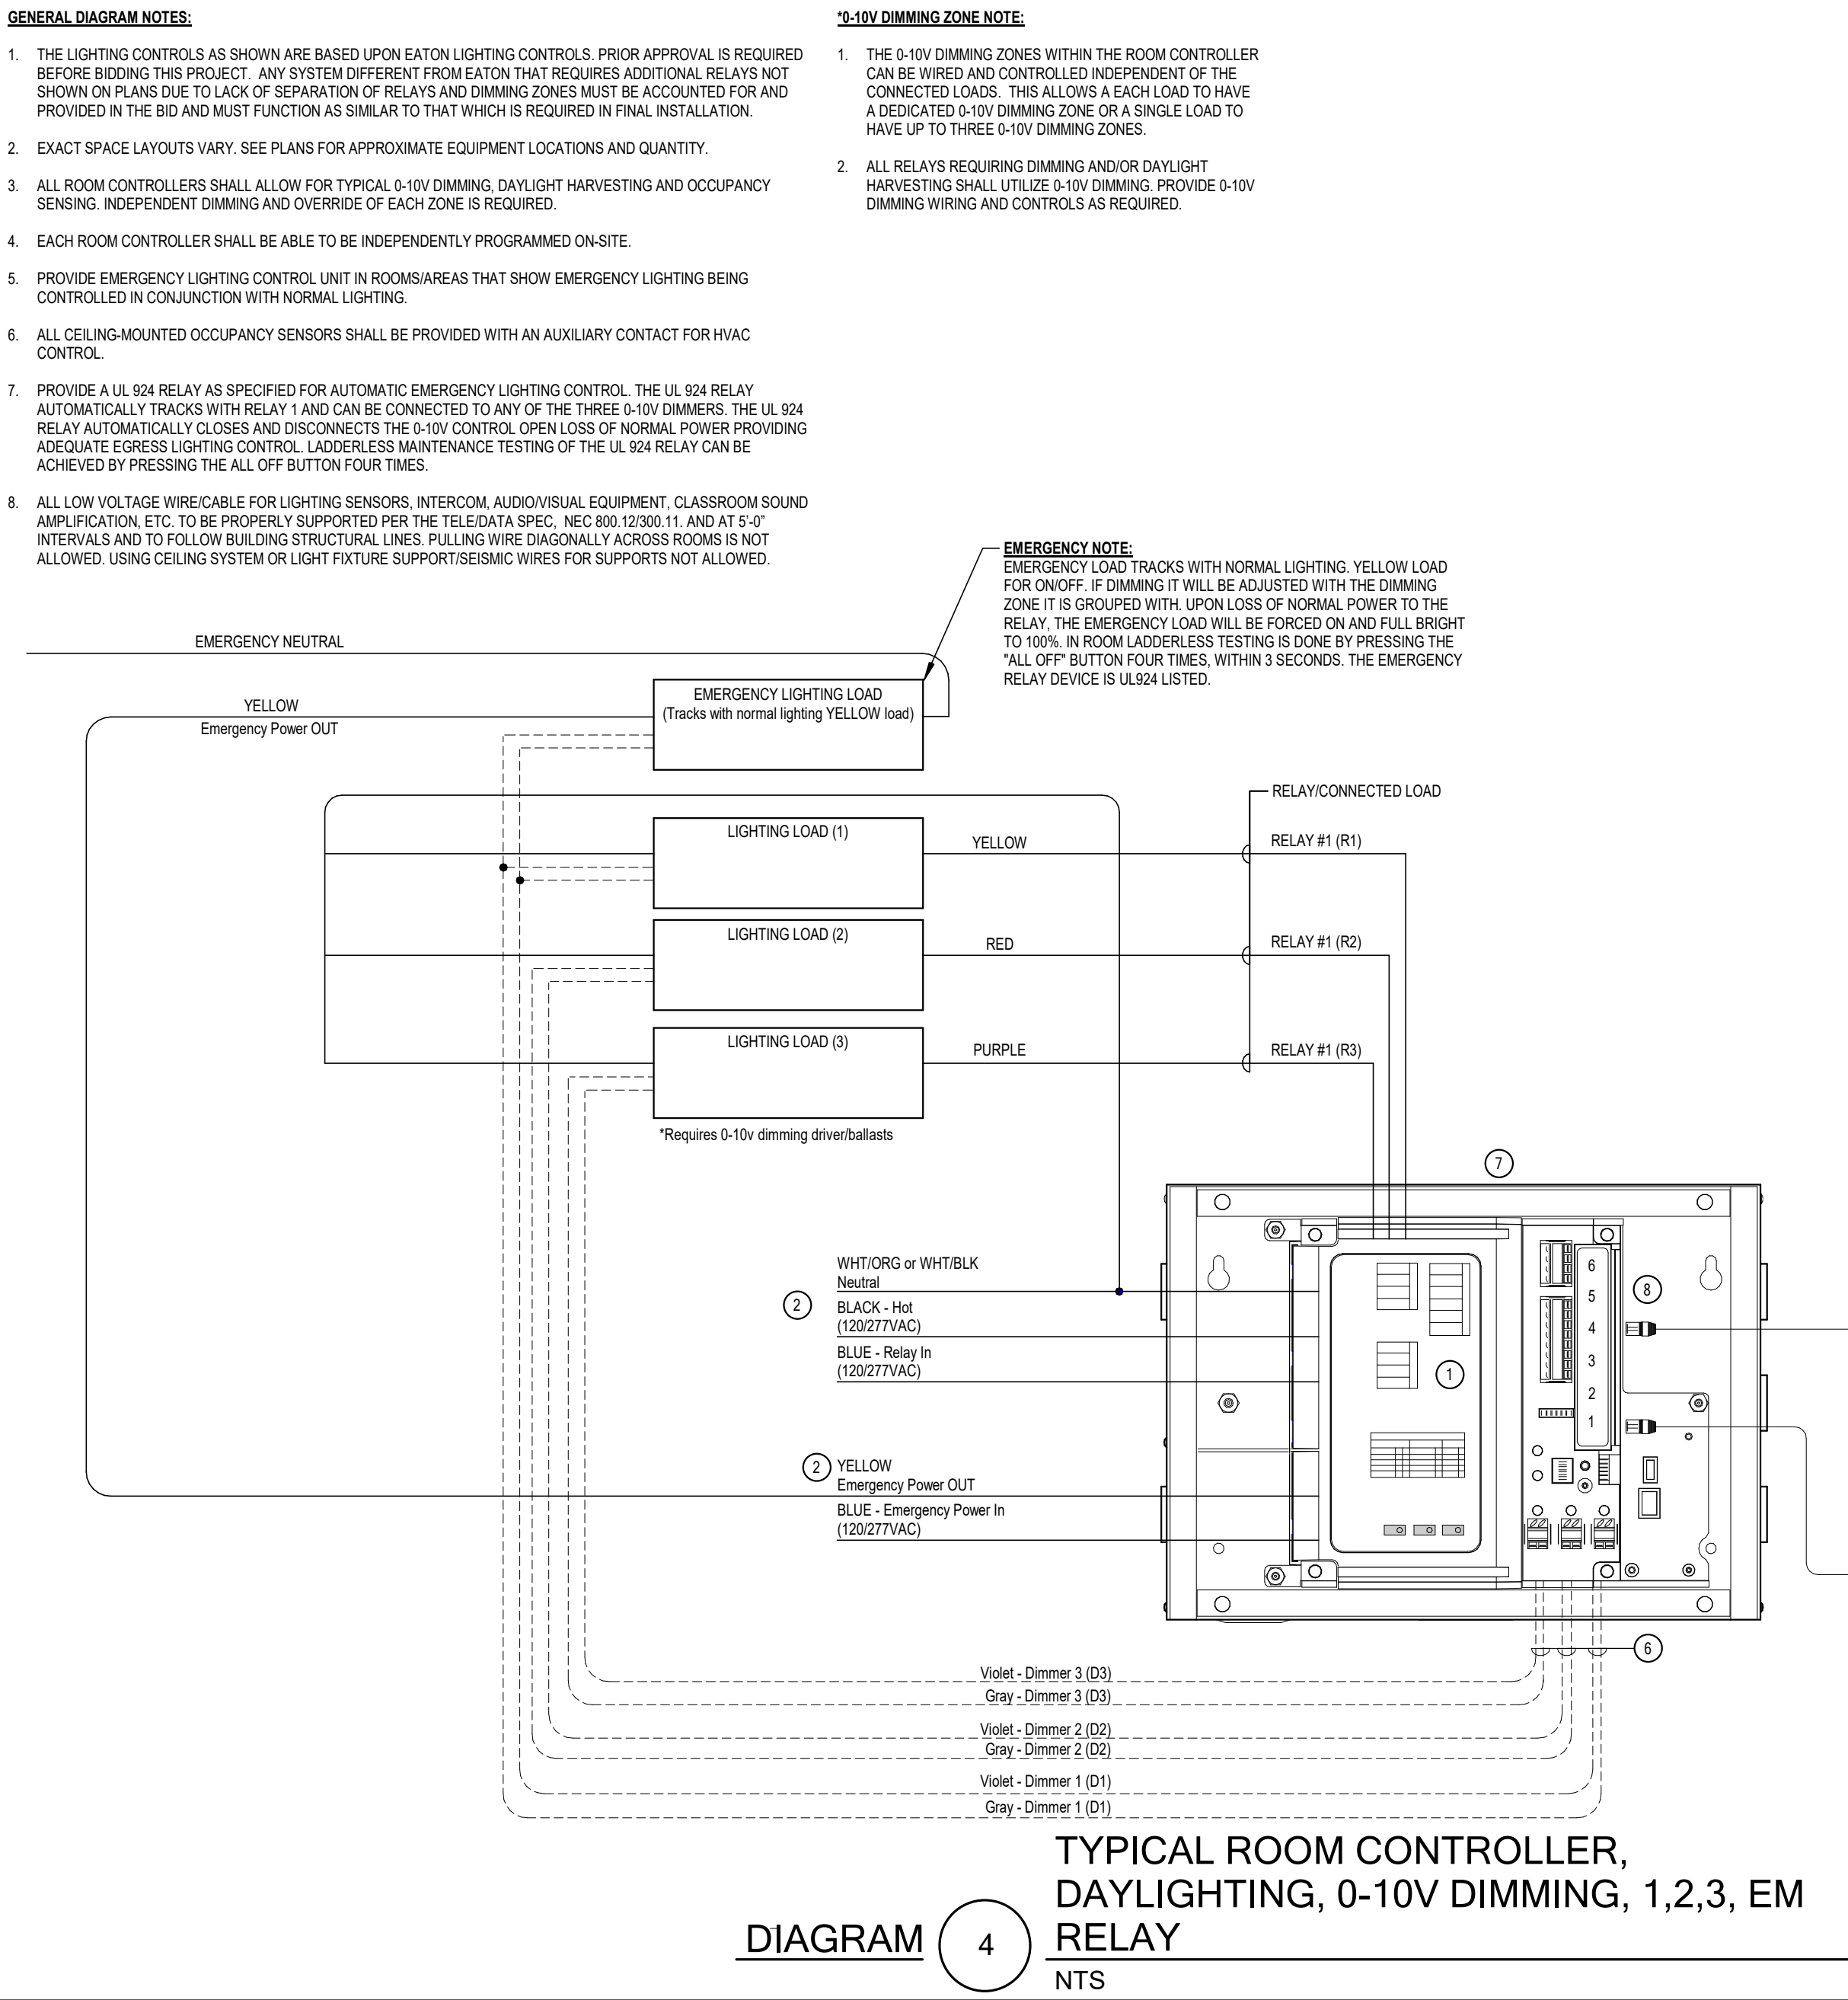 GENERAL DIAGRAM NOTES:
1. THE LIGHTING CONTROLS AS SHOWN ARE BASED UPON EATON LIGHTING CONTROLS. PRIOR APPROVAL IS REQUIRED
BEFORE BIDDING THIS PROJECT. ANY SYSTEM DIFFERENT FROM EATON THAT REQUIRES ADDITIONAL RELAYS NOT
SHOWN ON PLANS DUE TO LACK OF SEPARATION OF RELAYS AND DIMMING ZONES MUST BE ACCOUNTED FOR AND
PROVIDED IN THE BID AND MUST FUNCTION AS SIMILAR TO THAT WHICH IS REQUIRED IN FINAL INSTALLATION.
2. EXACT SPACE LAYOUTS VARY. SEE PLANS FOR APPROXIMATE EQUIPMENT LOCATIONS AND QUANTITY.
3. ALL ROOM CONTROLLERS SHALL ALLOW FOR TYPICAL 0-10V DIMMING, DAYLIGHT HARVESTING AND OCCUPANCY
SENSING. INDEPENDENT DIMMING AND OVERRIDE OF EACH ZONE IS REQUIRED.
4. EACH ROOM CONTROLLER SHALL BE ABLE TO BE INDEPENDENTLY PROGRAMMED ON-SITE.
5. PROVIDE EMERGENCY LIGHTING CONTROL UNIT IN ROOMS/AREAS THAT SHOW EMERGENCY LIGHTING BEING
CONTROLLED IN CONJUNCTION WITH NORMAL LIGHTING.
6. ALL CEILING-MOUNTED OCCUPANCY SENSORS SHALL BE PROVIDED WITH AN AUXILIARY CONTACT FOR HVAC
CONTROL.
7. PROVIDE A UL 924 RELAY AS SPECIFIED FOR AUTOMATIC EMERGENCY LIGHTING CONTROL. THE UL 924 RELAY
AUTOMATICALLY TRACKS WITH RELAY 1 AND CAN BE CONNECTED TO ANY OF THE THREE 0-10V DIMMERS. THE UL 924
RELAY AUTOMATICALLY CLOSES AND DISCONNECTS THE 0-10V CONTROL OPEN LOSS OF NORMAL POWER PROVIDING
ADEQUATE EGRESS LIGHTING CONTROL. LADDERLESS MAINTENANCE TESTING OF THE UL 924 RELAY CAN BE
ACHIEVED BY PRESSING THE ALL OFF BUTTON FOUR TIMES.
8. ALL LOW VOLTAGE WIRE/CABLE FOR LIGHTING SENSORS, INTERCOM, AUDIO/VISUAL EQUIPMENT, CLASSROOM SOUND
AMPLIFICATION, ETC. TO BE PROPERLY SUPPORTED PER THE TELE/DATA SPEC, NEC 800.12/300.11. AND AT 5'-0"
INTERVALS AND TO FOLLOW BUILDING STRUCTURAL LINES. PULLING WIRE DIAGONALLY ACROSS ROOMS IS NOT
ALLOWED. USING CEILING SYSTEM OR LIGHT FIXTURE SUPPORT/SEISMIC WIRES FOR SUPPORTS NOT ALLOWED.
*0-10V DIMMING ZONE NOTE:
1. THE 0-10V DIMMING ZONES WITHIN THE ROOM CONTROLLER
CAN BE WIRED AND CONTROLLED INDEPENDENT OF THE
CONNECTED LOADS. THIS ALLOWS A EACH LOAD TO HAVE
A DEDICATED 0-10V DIMMING ZONE OR A SINGLE LOAD TO
HAVE UP TO THREE 0-10V DIMMING ZONES.
2. ALL RELAYS REQUIRING DIMMING AND/OR DAYLIGHT
HARVESTING SHALL UTILIZE 0-10V DIMMING. PROVIDE 0-10V
DIMMING WIRING AND CONTROLS AS REQUIRED.
EMERGENCY NOTE:
EMERGENCY LOAD TRACKS WITH NORMAL LIGHTING. YELLOW LOAD
FOR ON/OFF. IF DIMMING IT WILL BE ADJUSTED WITH THE DIMMING
ZONE IT IS GROUPED WITH. UPON LOSS OF NORMAL POWER TO THE
RELAY, THE EMERGENCY LOAD WILL BE FORCED ON AND FULL BRIGHT
TO 100%. IN ROOM LADDERLESS TESTING IS DONE BY PRESSING THE
"ALL OFF" BUTTON FOUR TIMES, WITHIN 3 SECONDS. THE EMERGENCY
RELAY DEVICE IS UL924 LISTED.
EMERGENCY NEUTRAL
EMERGENCY LIGHTING LOAD
(Tracks with normal lighting YELLOW load)
YELLOW
Emergency Power OUT
RELAY/CONNECTED LOAD
LIGHTING LOAD (1)
YELLOW
RELAY #1 (R1)
LIGHTING LOAD (2)
RED
RELAY #1 (R2)
LIGHTING LOAD (3)
PURPLE
RELAY #1 (R3)
*Requires 0-10v dimming driver/ballasts
7
WHT/ORG or WHT/BLK
Neutral
2
BLACK - Hot
(120/277VAC)
BLUE - Relay In
(120/277VAC)
6
5
4
3
2
1
8
1
2
YELLOW
Emergency Power OUT
BLUE - Emergency Power In
(120/277VAC)
6
Violet - Dimmer 3 (D3)
Gray - Dimmer 3 (D3)
Violet - Dimmer 2 (D2)
Gray - Dimmer 2 (D2)
Violet - Dimmer 1 (D1)
Gray - Dimmer 1 (D1)
DIAGRAM
4
TYPICAL ROOM CONTROLLER,
DAYLIGHTING, 0-10V DIMMING, 1,2,3, EM
RELAY
NTS